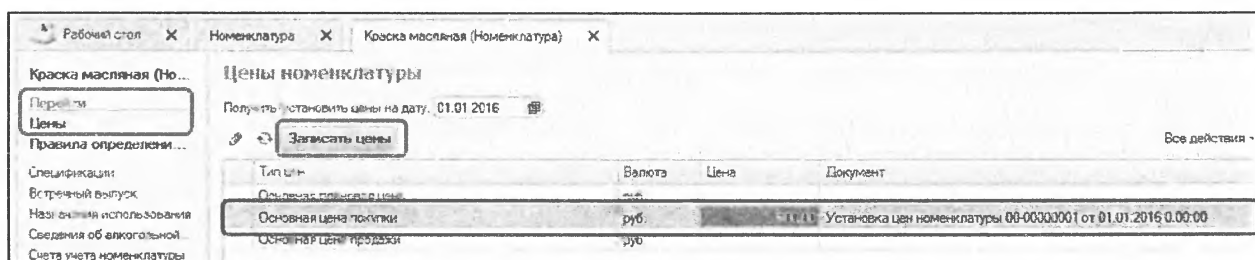 Рабочий стол X Номенклатура X Краска масляная (Номенклатура) X
Краска масляная (Но...
Перейти
Цены
Правила определени...
Спецификации
Встречный выпуск
Назначения использования
Сведения об алкогольной...
Счета учета номенклатуры
Цены номенклатуры
Получить/установить цены на дату: 01.01.2016
Записать цены
Все действия
Тип цен Валюта Цена Документ
Основная плановая цена руб.
Основная цена покупки руб. Установка цен номенклатуры 00-00000001 от 01.01.2016 0:00:00
Основная цена продажи руб.